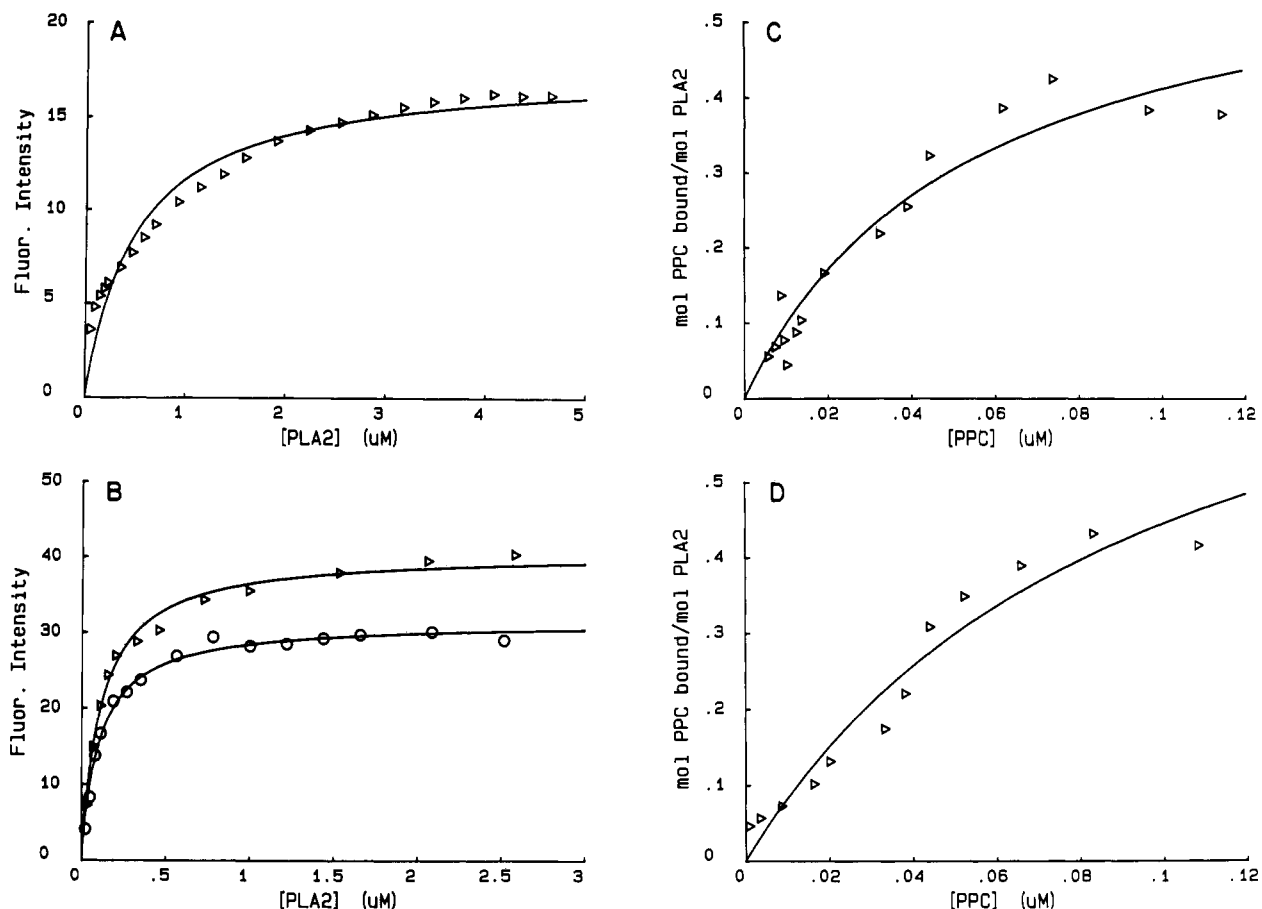 A
Fluor. Intensity
20
15
10
5
0
0 1 2 3 4 5
[PLA2] (uM)
C
mol PPC bound/mol PLA2
.5
.4
.3
.2
.1
0
0 .02 .04 .06 .08 .1 .12
[PPC] (uM)
B
Fluor. Intensity
50
40
30
20
10
0
0 .5 1 1.5 2 2.5 3
[PLA2] (uM)
D
mol PPC bound/mol PLA2
.5
.4
.3
.2
.1
0
0 .02 .04 .06 .08 .1 .12
[PPC] (uM)